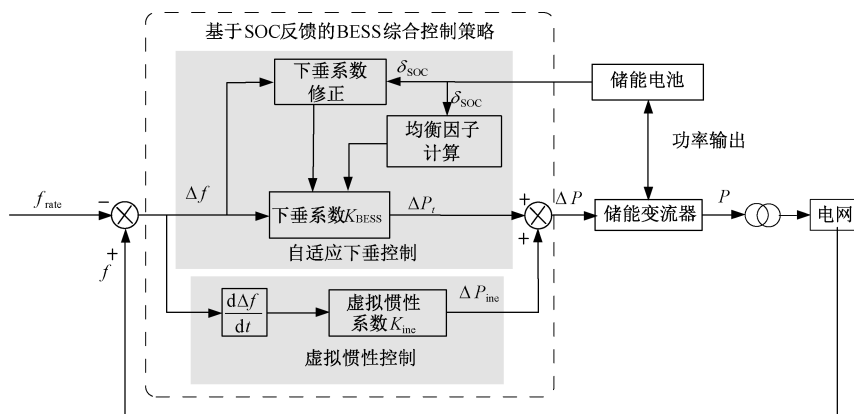 基于SOC反馈的BESS综合控制策略
下垂系数
修正
δSOC
储能电池
δSOC
均衡因子
计算
功率输出
frate
−
Δf
下垂系数KBESS
ΔPt
+
ΔP
储能变流器
P
电网
+
f
自适应下垂控制
+
dΔf
dt
虚拟惯性
系数Kine
ΔPine
虚拟惯性控制